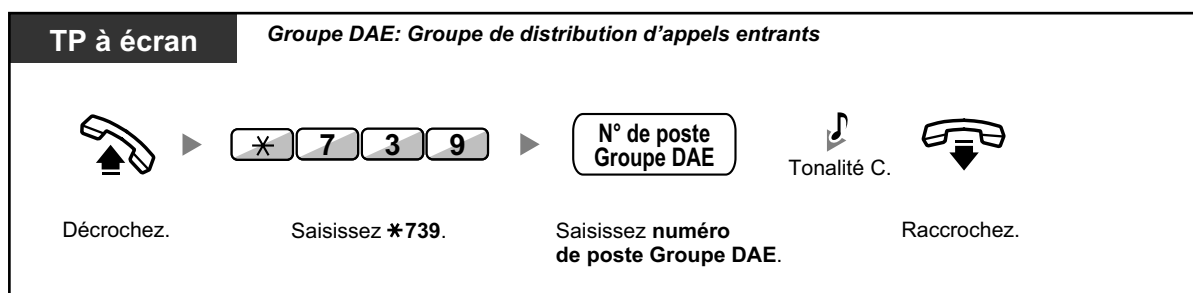 TP à écran
Groupe DAE: Groupe de distribution d’appels entrants
* 7 3 9
N° de poste
Groupe DAE
Tonalité C.
Décrochez.
Saisissez *739.
Saisissez numéro
de poste Groupe DAE.
Raccrochez.